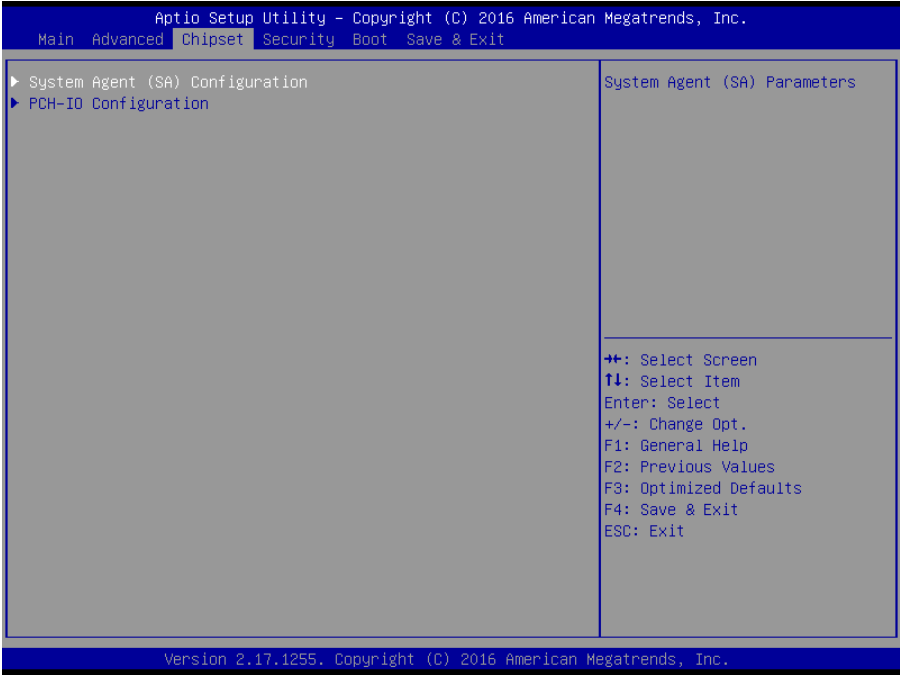 Aptio Setup Utility – Copyright (C) 2016 American Megatrends, Inc.
Main Advanced Chipset Security Boot Save & Exit
▶ System Agent (SA) Configuration
▶ PCH-IO Configuration
System Agent (SA) Parameters
→←: Select Screen
↑↓: Select Item
Enter: Select
+/-: Change Opt.
F1: General Help
F2: Previous Values
F3: Optimized Defaults
F4: Save & Exit
ESC: Exit
Version 2.17.1255. Copyright (C) 2016 American Megatrends, Inc.